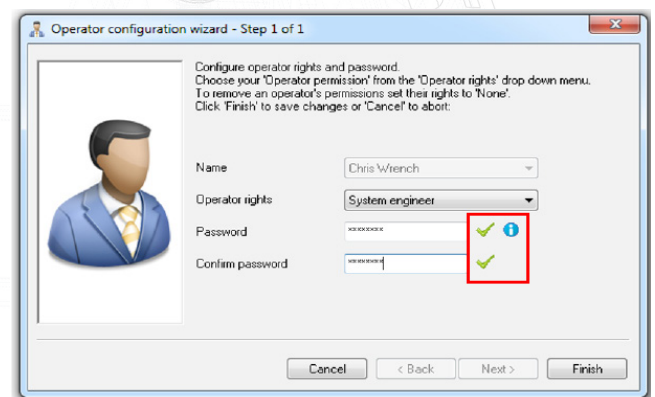 Operator configuration wizard - Step 1 of 1
Configure operator rights and password.
Choose your 'Operator permission' from the 'Operator rights' drop down menu.
To remove an operator's permissions set their rights to 'None'.
Click 'Finish' to save changes or 'Cancel' to abort:
Name Chris Wrench
Operator rights System engineer
Password ********
Confirm password ********
Cancel < Back Next > Finish